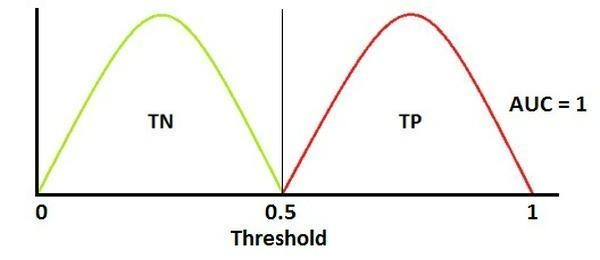 TN
TP
AUC = 1
0
0.5
1
Threshold